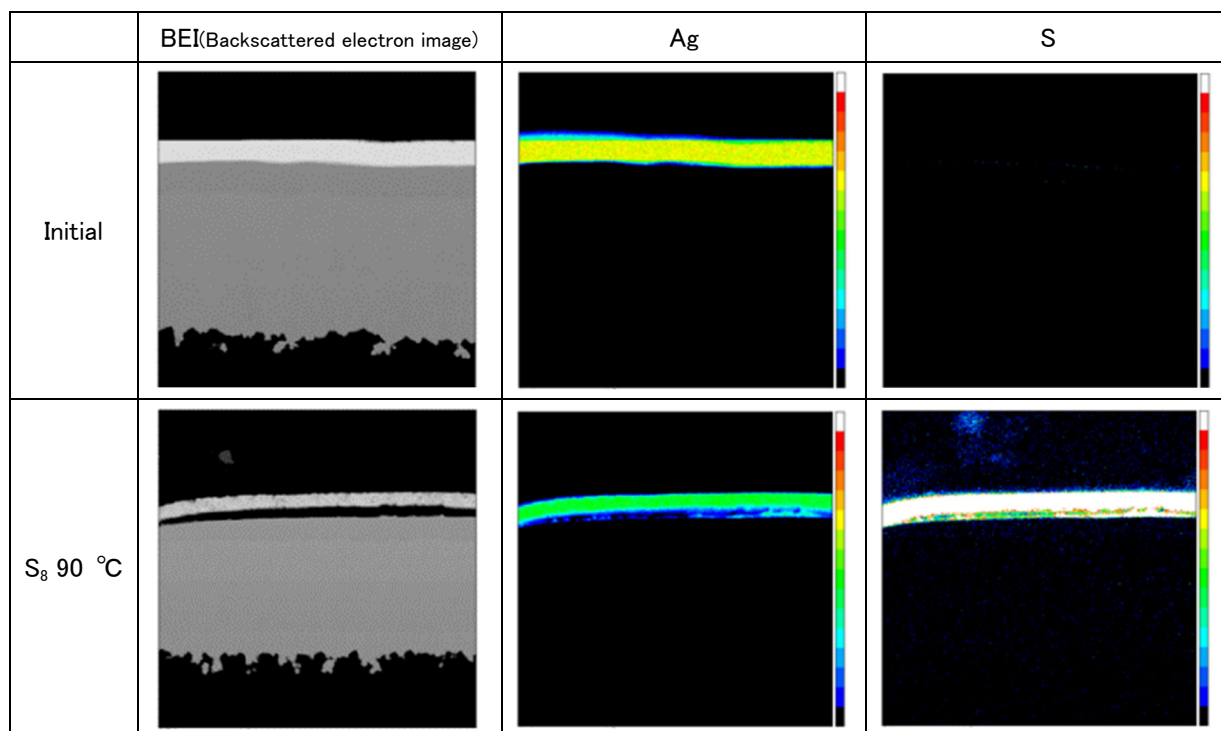 BEI(Backscattered electron image)
Ag
S
Initial
S₈ 90 ℃